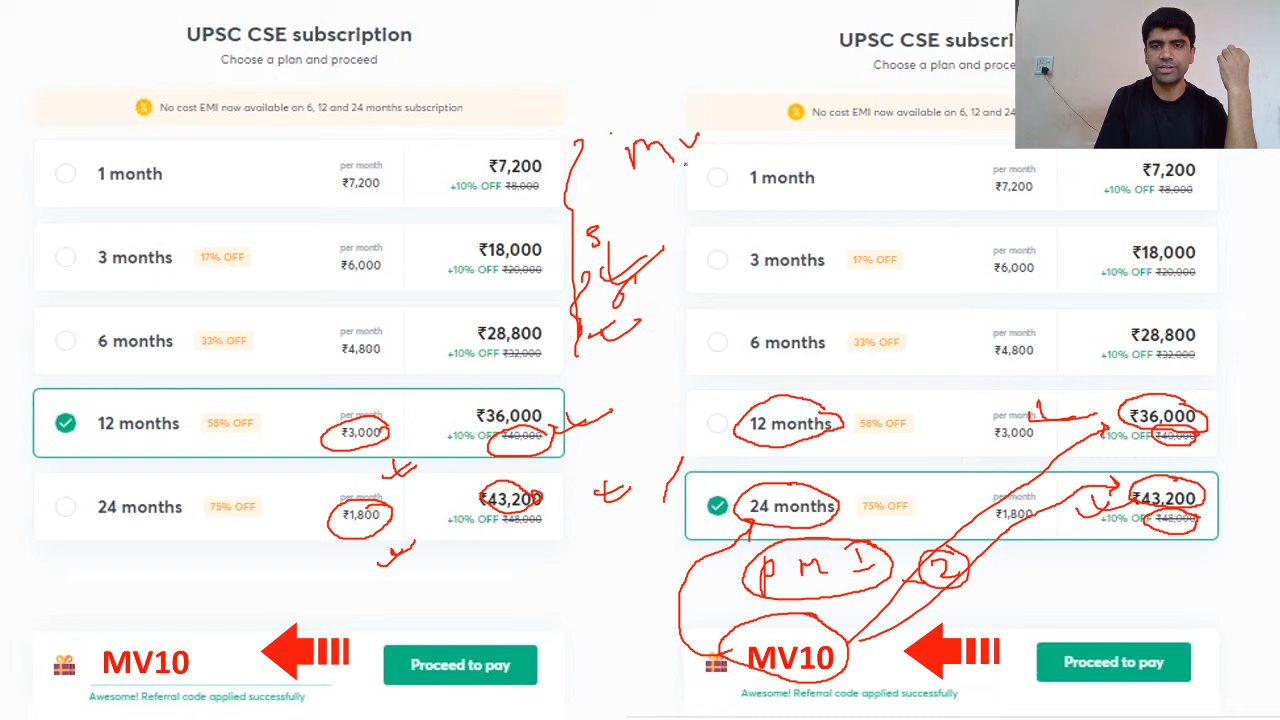 UPSC CSE subscription
Choose a plan and proceed
No cost EMI now available on 6, 12 and 24 months subscription
1 month
per month
₹7,200
₹7,200
+10% OFF ₹8,000
3 months
17% OFF
per month
₹6,000
₹18,000
+10% OFF ₹20,000
6 months
33% OFF
per month
₹4,800
₹28,800
+10% OFF ₹32,000
12 months
58% OFF
per month
₹3,000
₹36,000
+10% OFF ₹40,000
24 months
75% OFF
per month
₹1,800
₹43,200
+10% OFF ₹48,000
MV10
Proceed to pay
Awesome! Referral code applied successfully
mv
UPSC CSE subscri
Choose a plan and proce
No cost EMI now available on 6, 12 and 24
1 month
per month
₹7,200
₹7,200
+10% OFF ₹8,000
3 months
17% OFF
per month
₹6,000
₹18,000
+10% OFF ₹20,000
6 months
33% OFF
per month
₹4,800
₹28,800
+10% OFF ₹32,000
12 months
58% OFF
per month
₹3,000
₹36,000
+10% OFF ₹40,000
24 months
75% OFF
per month
₹1,800
₹43,200
+10% OFF ₹48,000
P M I
2
MV10
Proceed to pay
Awesome! Referral code applied successfully